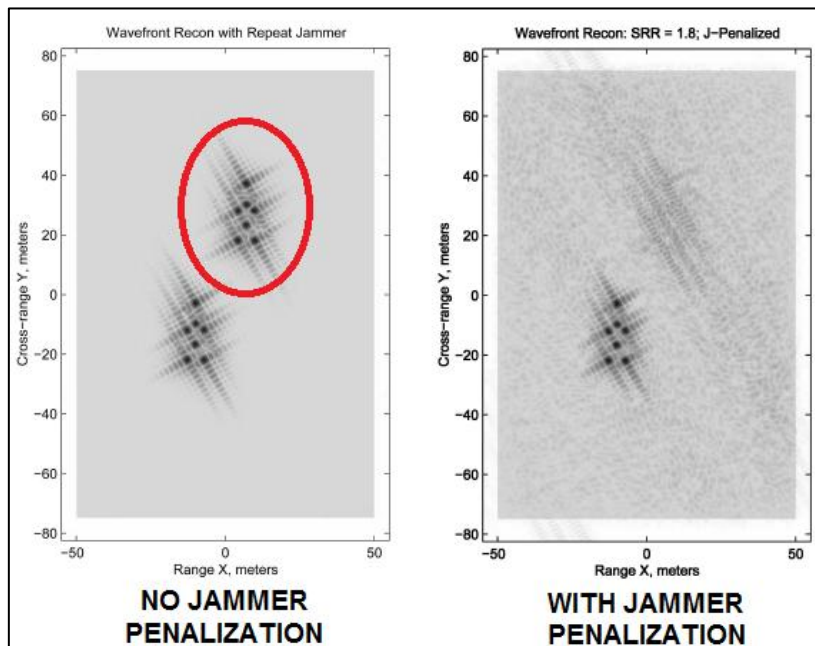 Wavefront Recon with Repeat Jammer
80
60
40
20
0
−20
−40
−60
−80
Cross-range Y, meters
−50
0
50
Range X, meters
NO JAMMER
PENALIZATION
Wavefront Recon: SRR = 1.8; J-Penalized
80
60
40
20
0
−20
−40
−60
−80
Cross-range Y, meters
−50
0
50
Range X, meters
WITH JAMMER
PENALIZATION